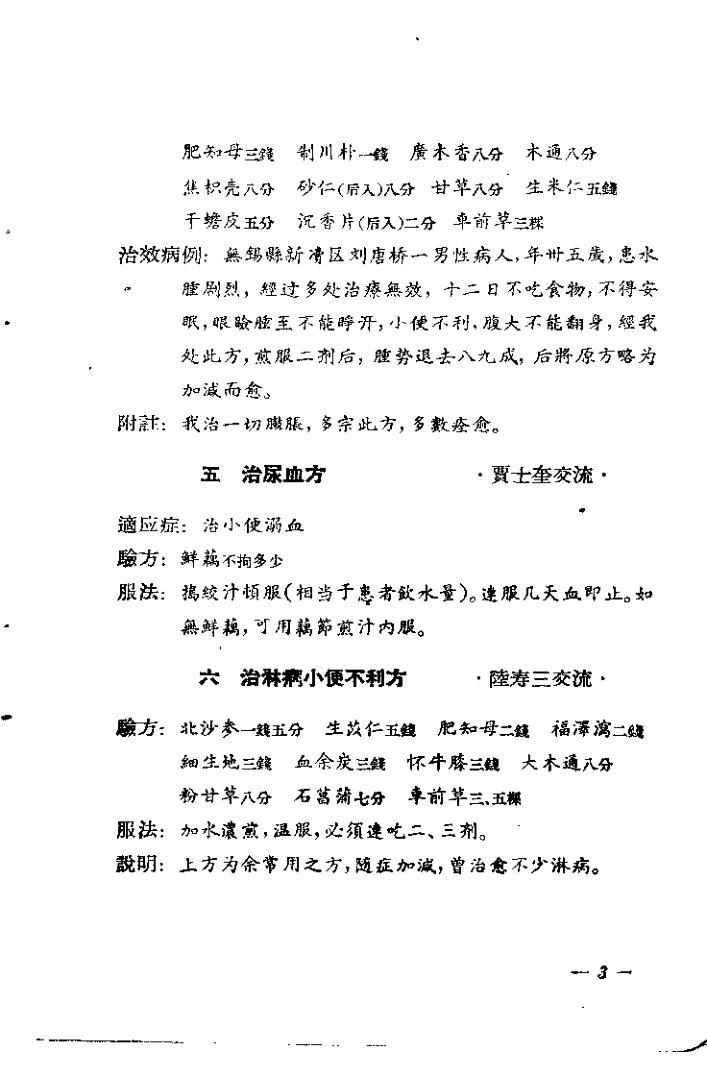 肥知母三錢　制川朴一錢　廣木香八分　木通八分
焦枳壳八分　砂仁(后入)八分　甘草八分　生米仁五錢
干蟾皮五分　沉香片(后入)二分　車前草三棵
治效病例：無錫縣新瀆区刘唐桥一男性病人，年卅五歲，患水
腫剧烈，經过多处治療無效，十二日不吃食物，不得安
眠，眼瞼腫至不能睁开，小便不利，腹大不能翻身，經我
处此方，煎服二剂后，腫势退去八九成，后將原方略为
加減而愈。
附註：我治一切臌脹，多宗此方，多數痊愈。
五　治尿血方　·賈士奎交流·
適应症：治小便溺血
驗方：鮮藕不拘多少
服法：搗絞汁頓服(相当于患者飲水量)。連服几天血即止。如
無鮮藕，可用藕節煎汁内服。
六　治淋病小便不利方　·陸寿三交流·
驗方：北沙参一錢五分　生苡仁五錢　肥知母二錢　福澤瀉二錢
細生地三錢　血余炭三錢　怀牛膝三錢　大木通八分
粉甘草八分　石菖蒲七分　車前草三、五棵
服法：加水濃煎，温服，必須連吃二、三剂。
說明：上方为余常用之方，随症加減，曾治愈不少淋病。
— 3 —